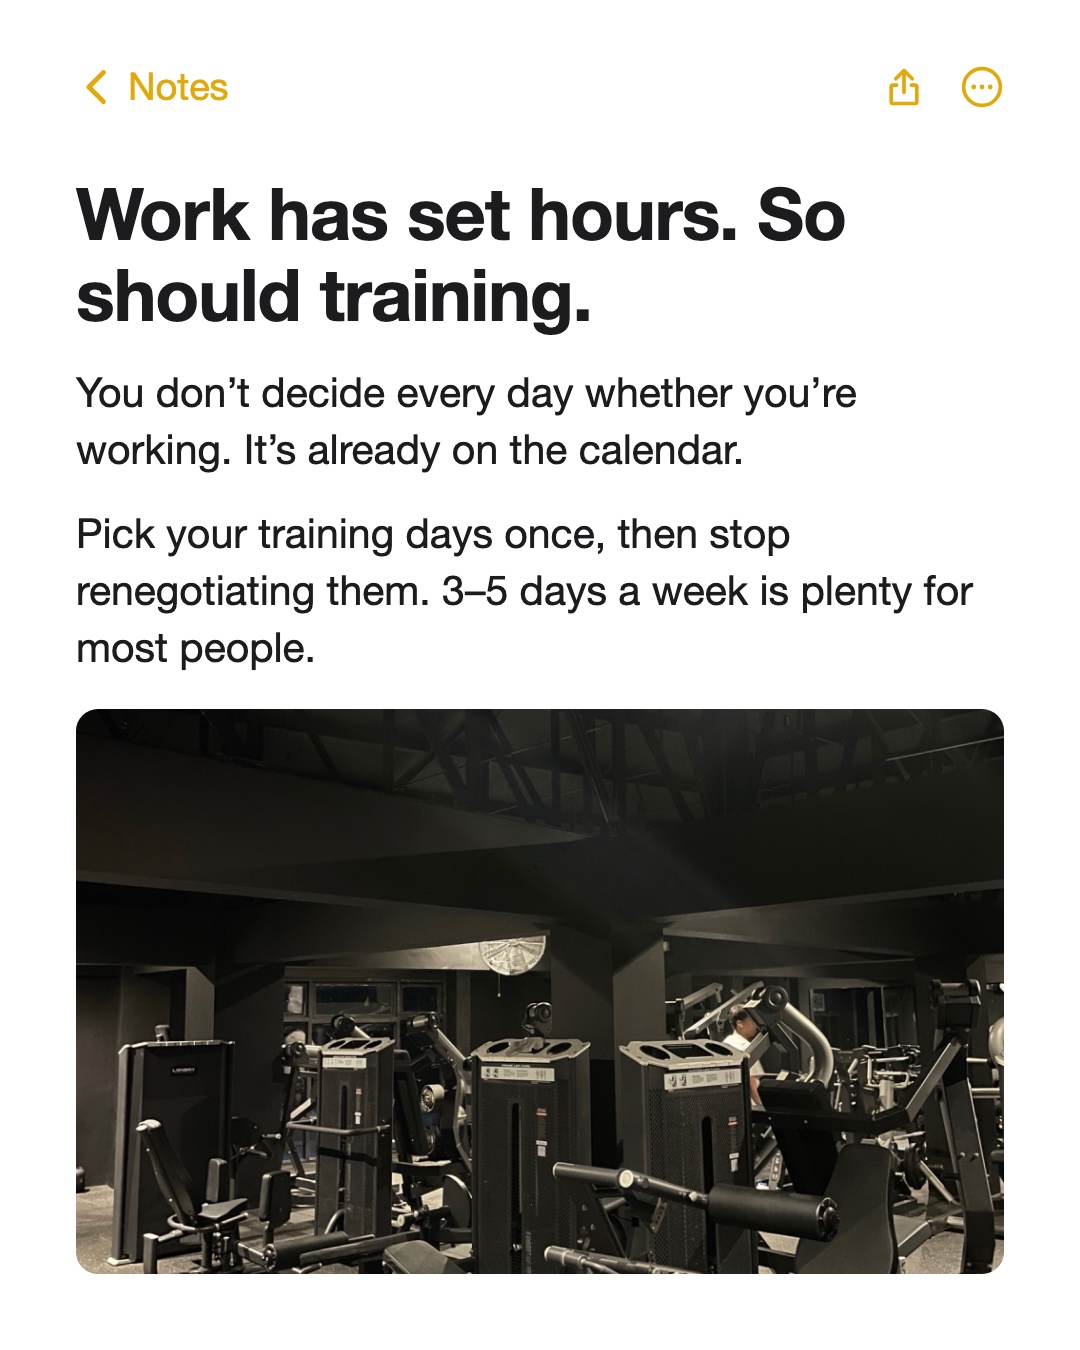 Notes
Work has set hours. So
should training.
You don’t decide every day whether you’re
working. It’s already on the calendar.
Pick your training days once, then stop
renegotiating them. 3–5 days a week is plenty for
most people.